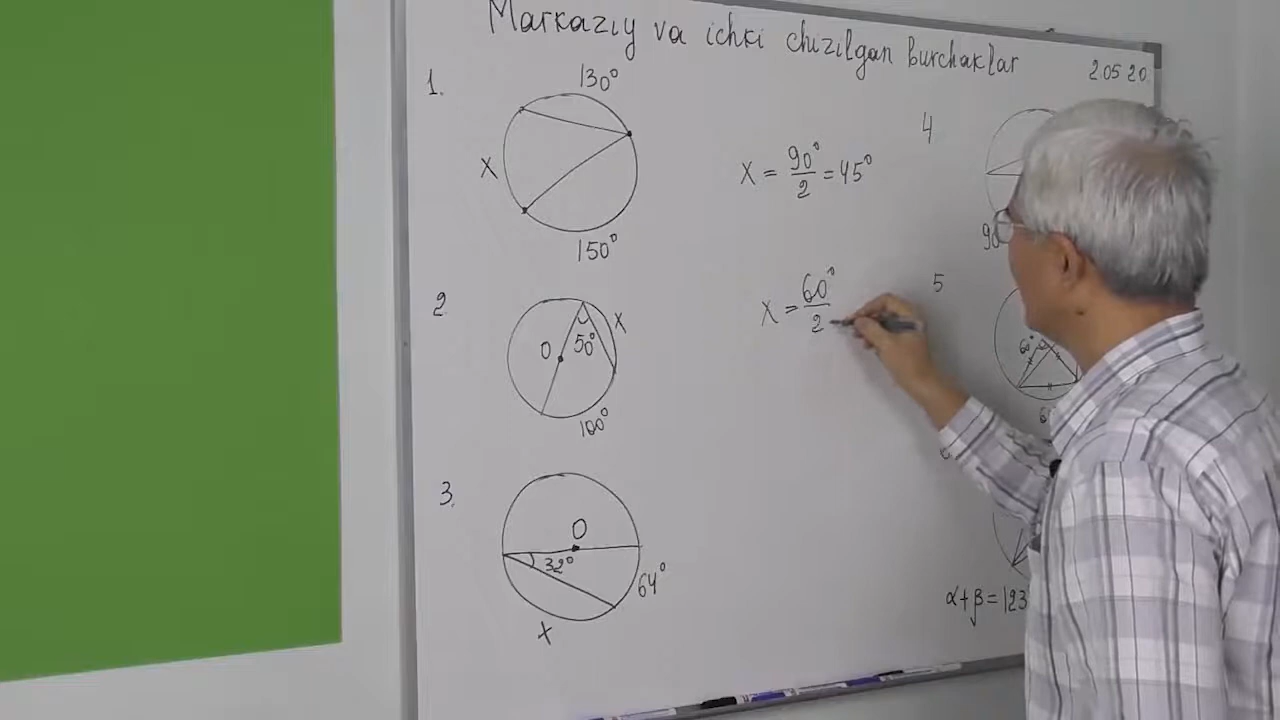 Markaziy va ichki chizilgan burchaklar
2 05 20
1.
130°
X
150°
X = 90°/2 = 45°
2
O
50°
X
100°
X = 60°/2
3.
O
32°
64°
X
4
90
5
60°
α+β=123